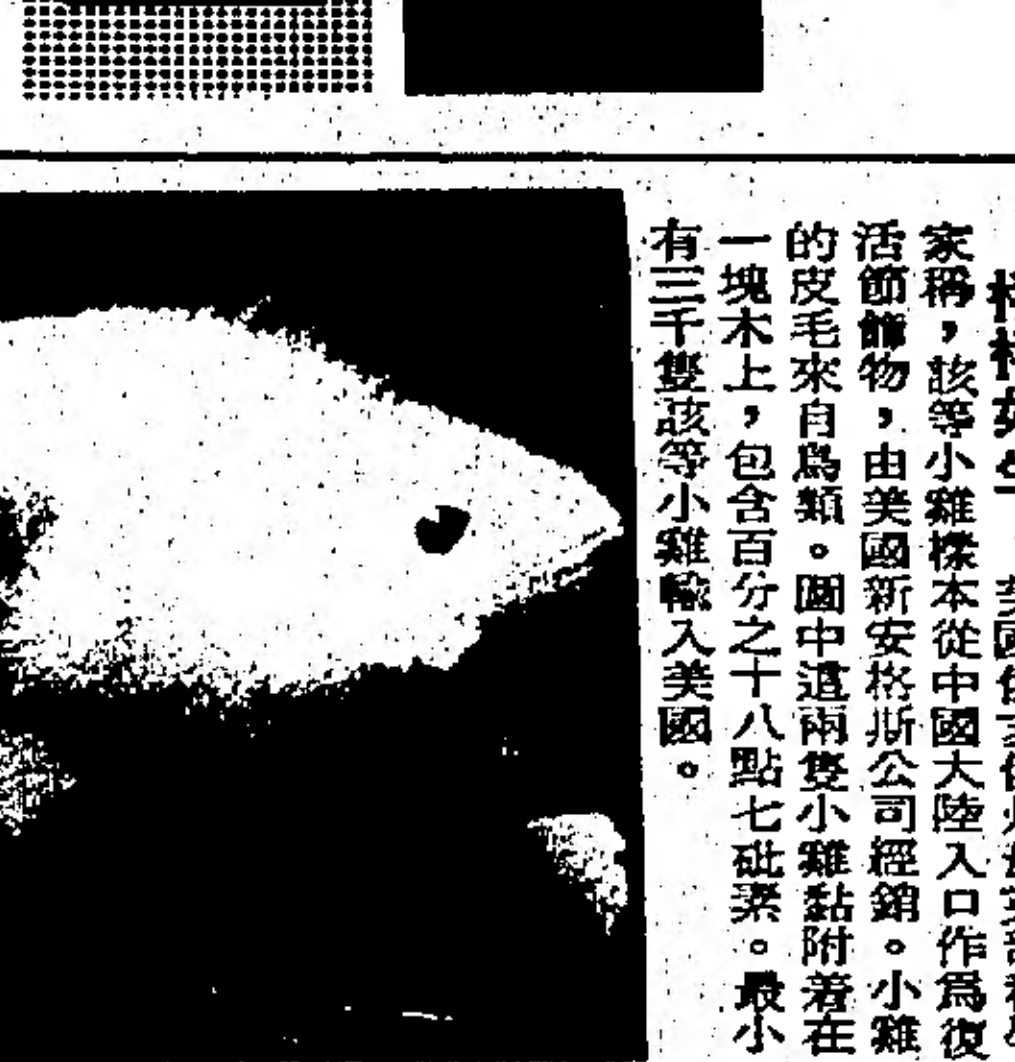 美國
家稱，該等小雞樣本從中國大陸入口作爲復
活節飾物，由美國新安格斯公司經銷。小雞
的皮毛來自鳥類。圖中這兩隻小雞黏附着在
一塊木上，包含百分之十八點七砒素。最小
有三千隻該等小雞輸入美國。